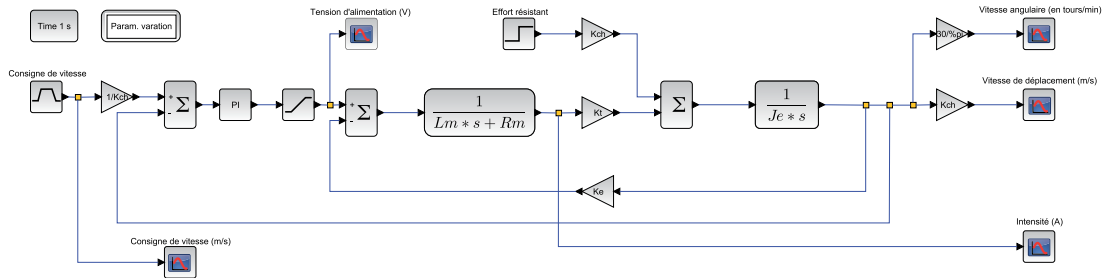 Time 1 s
Param. varation
Tension d'alimentation (V)
Effort résistant
Vitesse angulaire (en tours/min)
Kch
30/%pi
Consigne de vitesse
Vitesse de déplacement (m/s)
1/Kch
+
-
Σ
PI
+
-
Σ
1
Lm * s + Rm
Kt
Σ
1
Je * s
Kch
Ke
Consigne de vitesse (m/s)
Intensité (A)